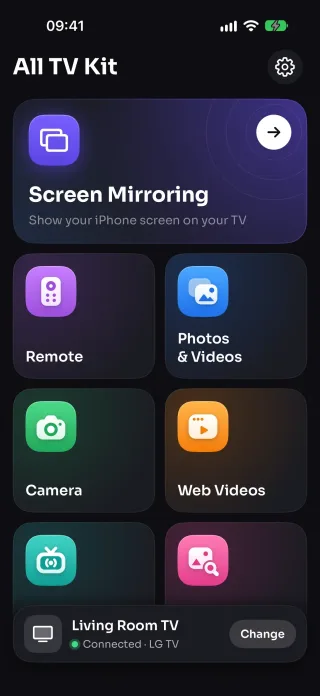 09:41
All TV Kit
Screen Mirroring
Show your iPhone screen on your TV
Remote
Photos
& Videos
Camera
Web Videos
Living Room TV
Connected · LG TV
Change